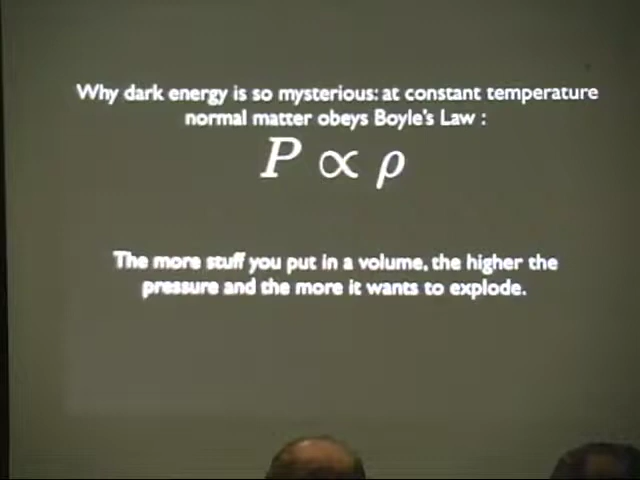 Why dark energy is so mysterious: at constant temperature
normal matter obeys Boyle's Law :
P ∝ ρ
The more stuff you put in a volume, the higher the
pressure and the more it wants to explode.